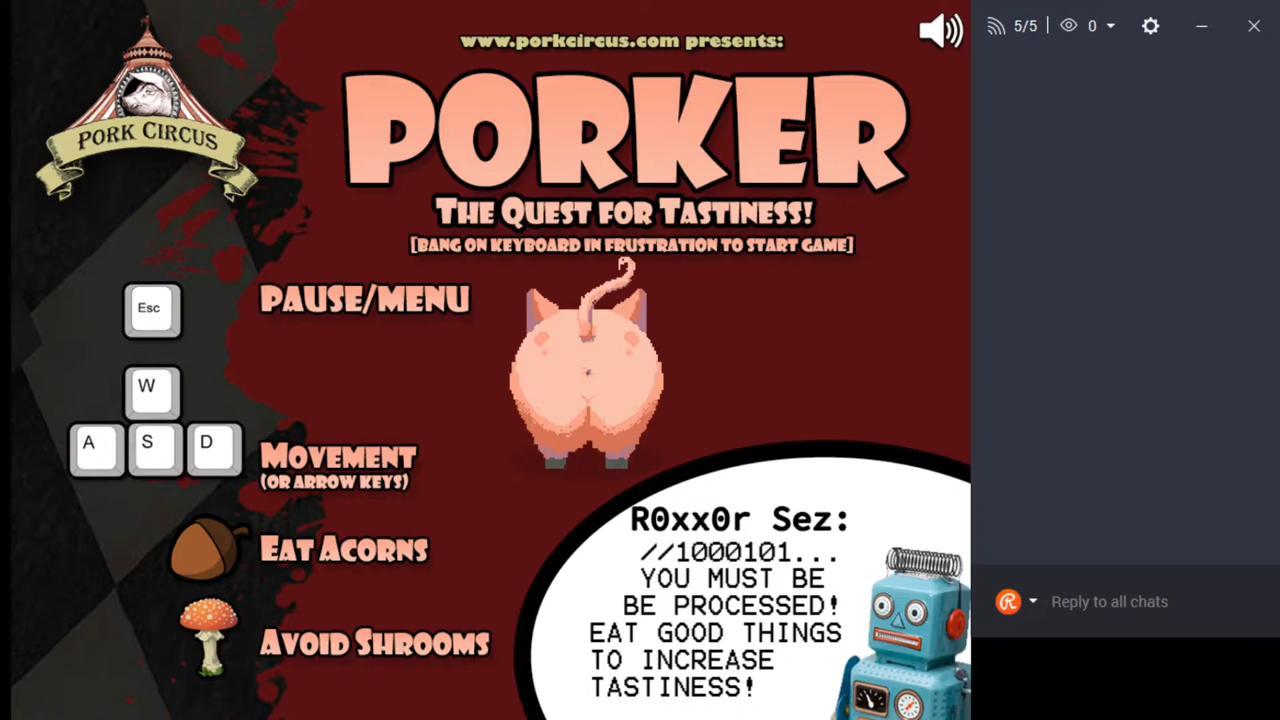 www.porkcircus.com presents:
PORK CIRCUS
PORKER
THE QUEST FOR TASTINESS!
[BANG ON KEYBOARD IN FRUSTRATION TO START GAME]
Esc
PAUSE/MENU
W
A S D
MOVEMENT
(OR ARROW KEYS)
EAT ACORNS
AVOID SHROOMS
R0xx0r Sez:
//1000101...
YOU MUST BE
BE PROCESSED!
EAT GOOD THINGS
TO INCREASE
TASTINESS!
5/5
0
Reply to all chats